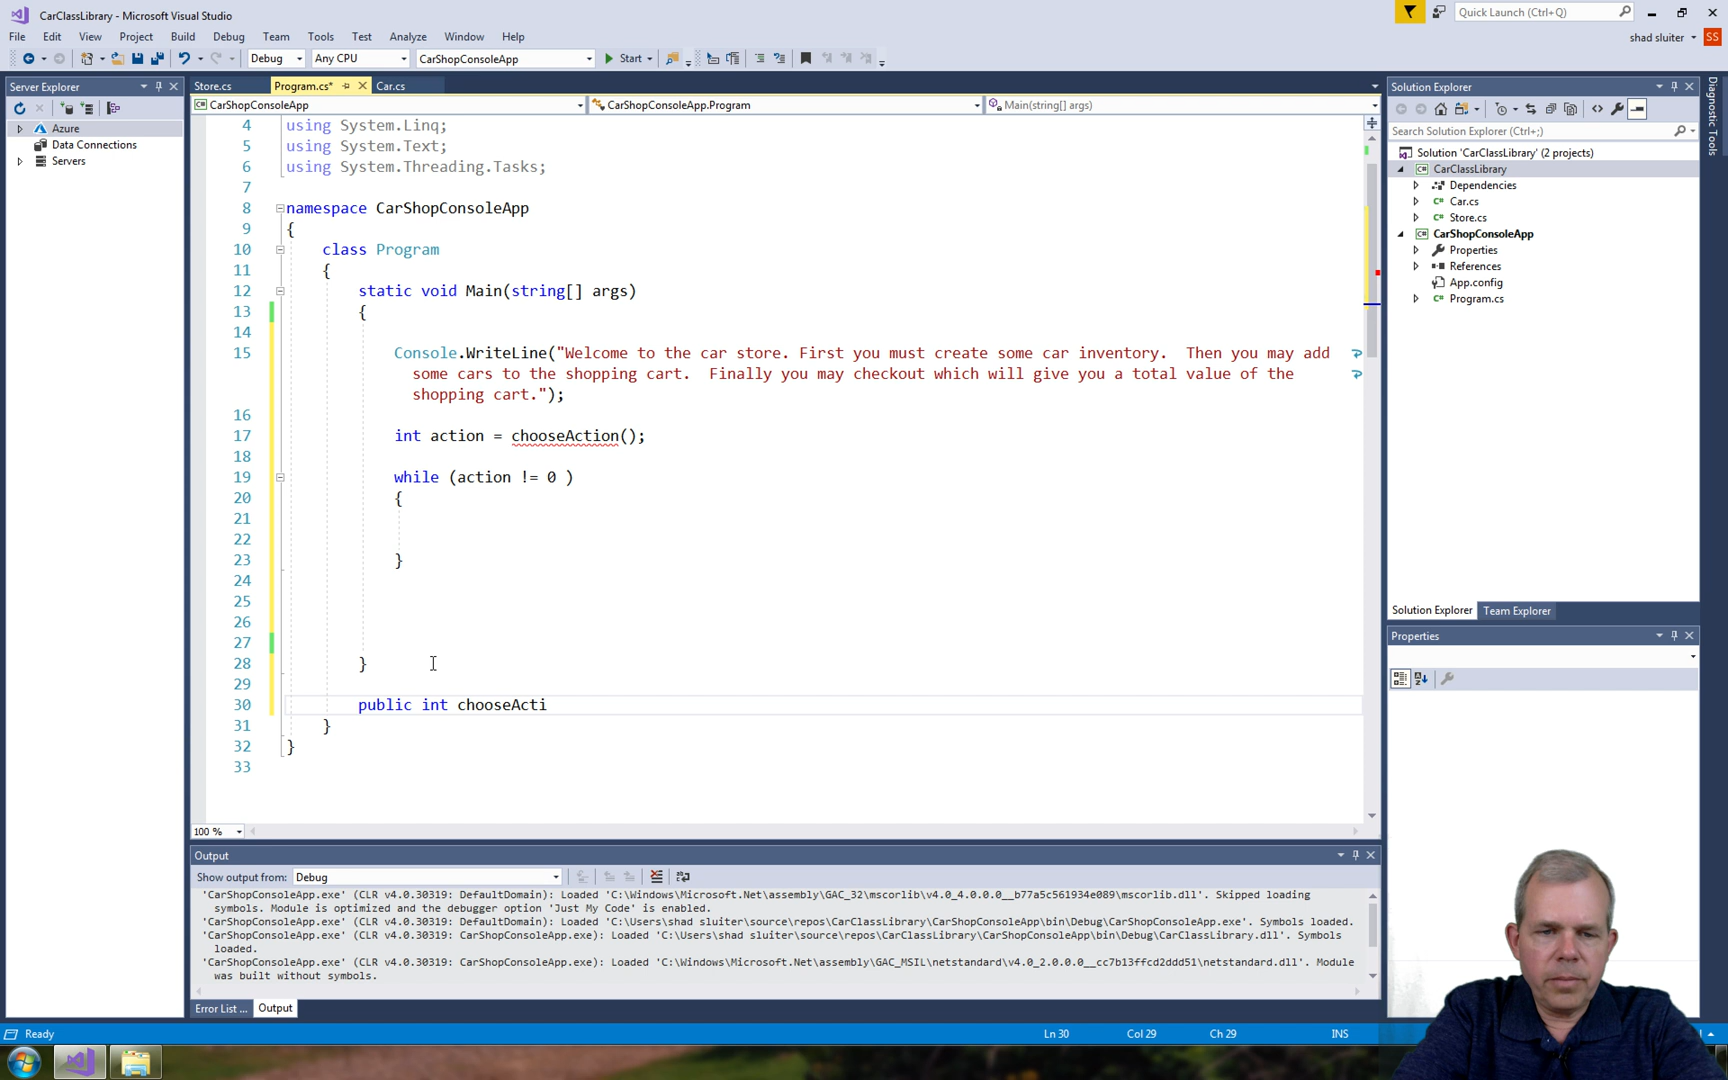 CarClassLibrary - Microsoft Visual Studio
Quick Launch (Ctrl+Q)
File Edit View Project Build Debug Team Tools Test Analyze Window Help
shad sluiter SS
Debug Any CPU CarShopConsoleApp Start
Server Explorer
Azure
Data Connections
Servers
Store.cs Program.cs* Car.cs
CarShopConsoleApp CarShopConsoleApp.Program Main(string[] args)
4 using System.Linq;
5 using System.Text;
6 using System.Threading.Tasks;
7
8 namespace CarShopConsoleApp
9 {
10 class Program
11 {
12 static void Main(string[] args)
13 {
14
15 Console.WriteLine("Welcome to the car store. First you must create some car inventory.  Then you may add
some cars to the shopping cart.  Finally you may checkout which will give you a total value of the
shopping cart.");
16
17 int action = chooseAction();
18
19 while (action != 0 )
20 {
21
22
23 }
24
25
26
27
28 }
29
30 public int chooseActi
31 }
32 }
33
100 %
Output
Show output from: Debug
'CarShopConsoleApp.exe' (CLR v4.0.30319: DefaultDomain): Loaded 'C:\Windows\Microsoft.Net\assembly\GAC_32\mscorlib\v4.0_4.0.0.0__b77a5c561934e089\mscorlib.dll'. Skipped loading
symbols. Module is optimized and the debugger option 'Just My Code' is enabled.
'CarShopConsoleApp.exe' (CLR v4.0.30319: DefaultDomain): Loaded 'C:\Users\shad sluiter\source\repos\CarClassLibrary\CarShopConsoleApp\bin\Debug\CarShopConsoleApp.exe'. Symbols loaded.
'CarShopConsoleApp.exe' (CLR v4.0.30319: CarShopConsoleApp.exe): Loaded 'C:\Users\shad sluiter\source\repos\CarClassLibrary\CarShopConsoleApp\bin\Debug\CarClassLibrary.dll'. Symbols
loaded.
'CarShopConsoleApp.exe' (CLR v4.0.30319: CarShopConsoleApp.exe): Loaded 'C:\Windows\Microsoft.Net\assembly\GAC_MSIL\netstandard\v4.0_2.0.0.0__cc7b13ffcd2ddd51\netstandard.dll'. Module
was built without symbols.
Error List ... Output
Solution Explorer
Search Solution Explorer (Ctrl+;)
Solution 'CarClassLibrary' (2 projects)
CarClassLibrary
Dependencies
Car.cs
Store.cs
CarShopConsoleApp
Properties
References
App.config
Program.cs
Solution Explorer Team Explorer
Properties
Diagnostic Tools
Ready Ln 30 Col 29 Ch 29 INS